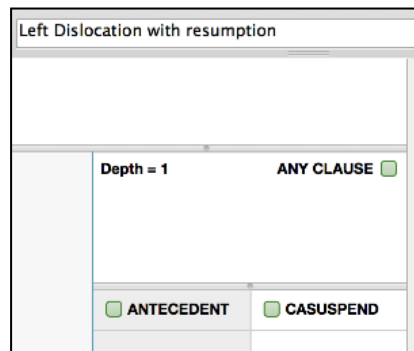 Left Dislocation with resumption
Depth = 1 ANY CLAUSE
ANTECEDENT CASUSPEND